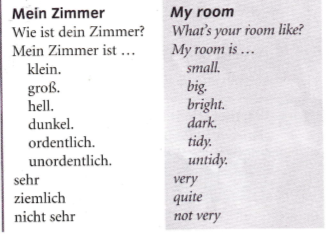 Mein Zimmer
Wie ist dein Zimmer?
Mein Zimmer ist …
klein.
groß.
hell.
dunkel.
ordentlich.
unordentlich.
sehr
ziemlich
nicht sehr
My room
What's your room like?
My room is …
small.
big.
bright.
dark.
tidy.
untidy.
very
quite
not very